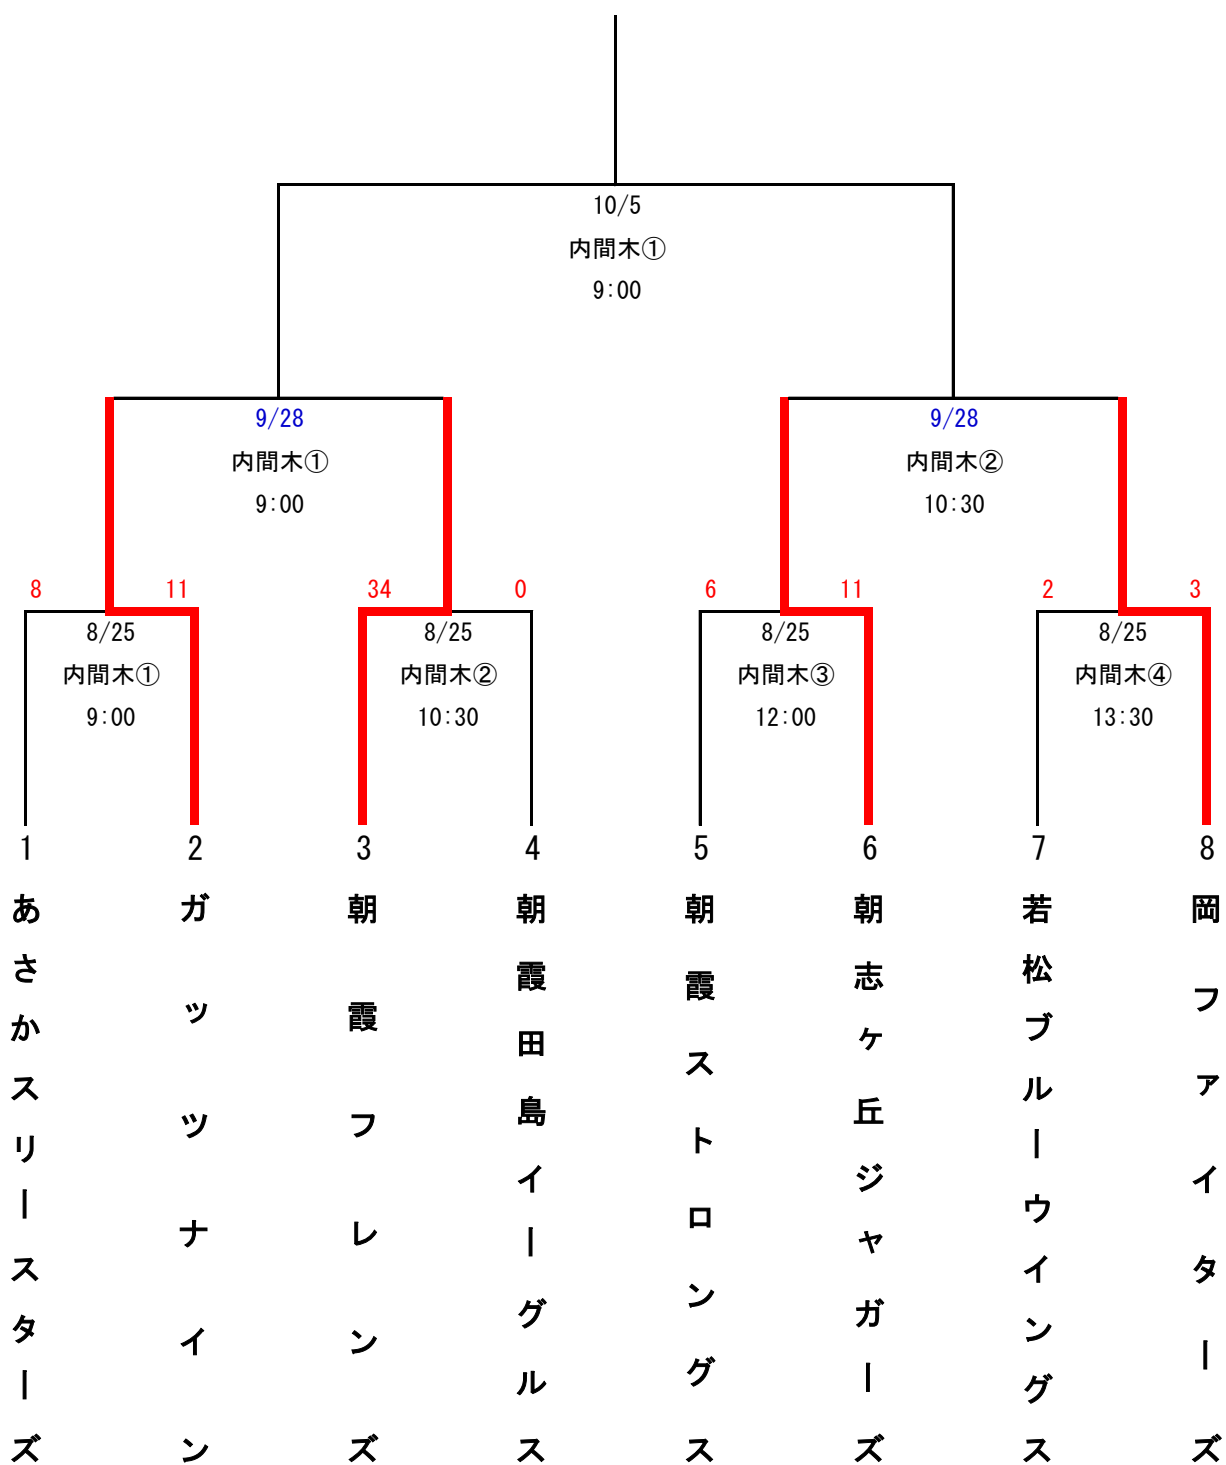 10/5
内間木①
9:00
9/28
内間木①
9:00
9/28
内間木②
10:30
8
11
34
0
6
11
2
3
8/25
内間木①
9:00
8/25
内間木②
10:30
8/25
内間木③
12:00
8/25
内間木④
13:30
1
あさかスリースターズ
2
ガッツナイン
3
朝霞フレンズ
4
朝霞田島イーグルス
5
朝霞ストロングス
6
朝志ヶ丘ジャガーズ
7
若松ブルーウイングス
8
岡ファイターズ